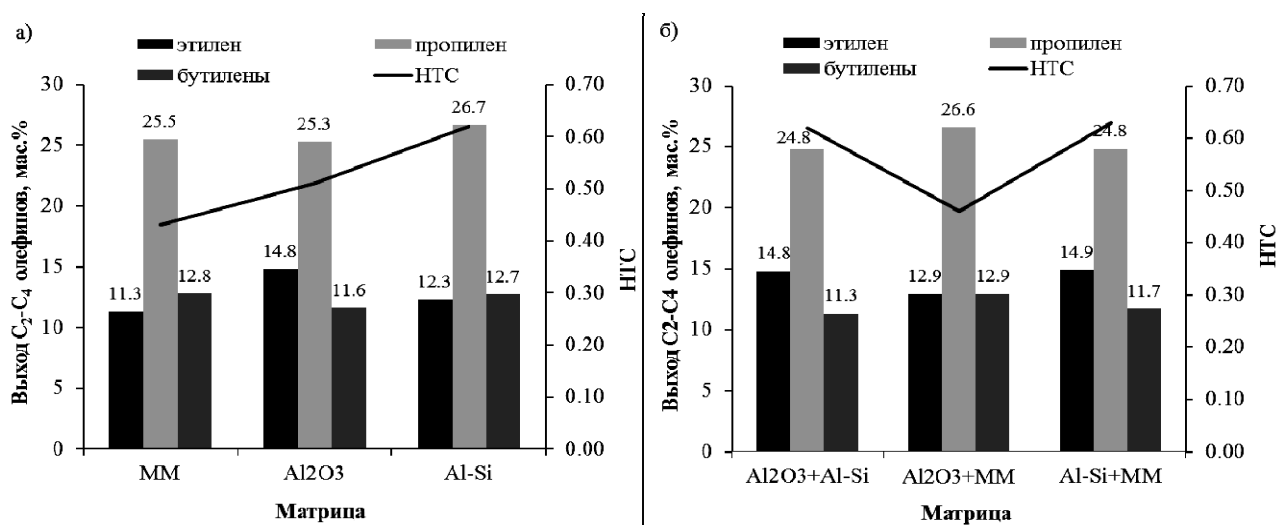 а)
этилен
пропилен
бутилены
НТС
Выход C₂-C₄ олефинов, мас.%
30
25
20
15
10
5
0
0.70
0.60
0.50
0.40
0.30
0.20
0.10
0.00
НТС
11.3
25.5
12.8
14.8
25.3
11.6
12.3
26.7
12.7
ММ
Al2O3
Al-Si
Матрица
б)
этилен
пропилен
бутилены
НТС
Выход C2-C4 олефинов, мас.%
30
25
20
15
10
5
0
0.70
0.60
0.50
0.40
0.30
0.20
0.10
0.00
НТС
14.8
24.8
11.3
12.9
26.6
12.9
14.9
24.8
11.7
Al2O3+Al-Si
Al2O3+MM
Al-Si+MM
Матрица